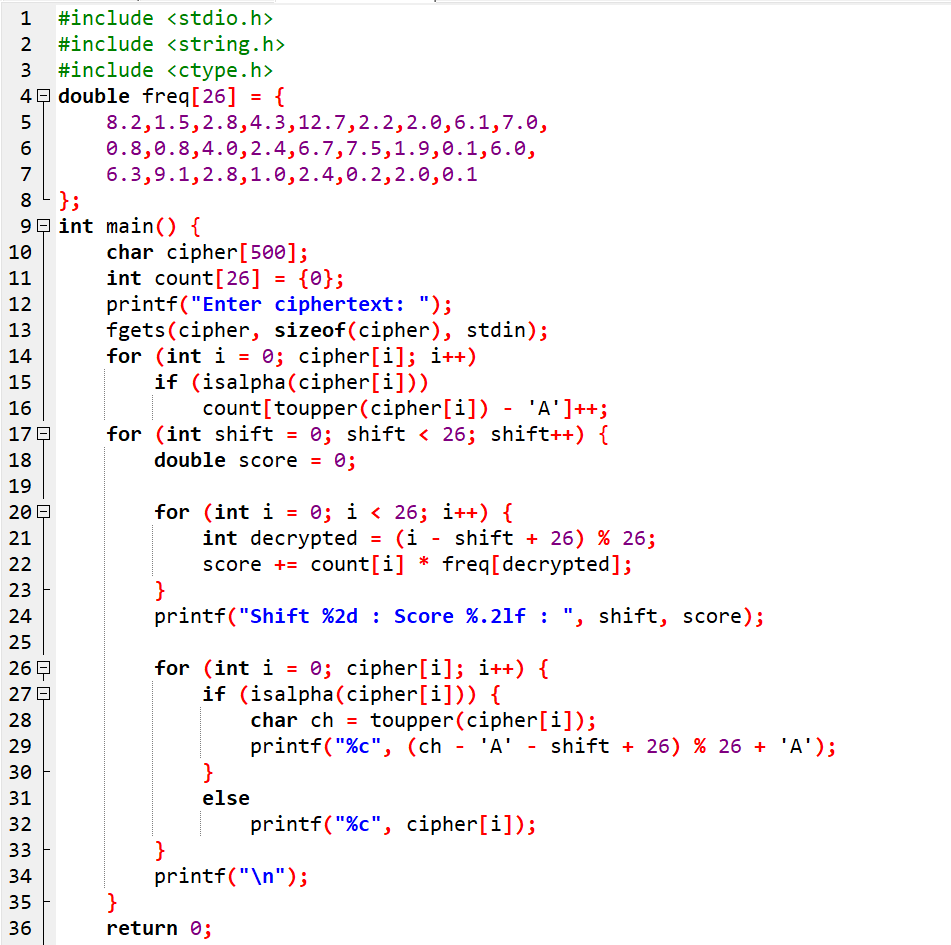 1 #include <stdio.h>
2 #include <string.h>
3 #include <ctype.h>
4 double freq[26] = {
5     8.2,1.5,2.8,4.3,12.7,2.2,2.0,6.1,7.0,
6     0.8,0.8,4.0,2.4,6.7,7.5,1.9,0.1,6.0,
7     6.3,9.1,2.8,1.0,2.4,0.2,2.0,0.1
8 };
9 int main() {
10     char cipher[500];
11     int count[26] = {0};
12     printf("Enter ciphertext: ");
13     fgets(cipher, sizeof(cipher), stdin);
14     for (int i = 0; cipher[i]; i++)
15         if (isalpha(cipher[i]))
16             count[toupper(cipher[i]) - 'A']++;
17     for (int shift = 0; shift < 26; shift++) {
18         double score = 0;
19
20         for (int i = 0; i < 26; i++) {
21             int decrypted = (i - shift + 26) % 26;
22             score += count[i] * freq[decrypted];
23         }
24         printf("Shift %2d : Score %.2lf : ", shift, score);
25
26         for (int i = 0; cipher[i]; i++) {
27             if (isalpha(cipher[i])) {
28                 char ch = toupper(cipher[i]);
29                 printf("%c", (ch - 'A' - shift + 26) % 26 + 'A');
30             }
31             else
32                 printf("%c", cipher[i]);
33         }
34         printf("\n");
35     }
36     return 0;